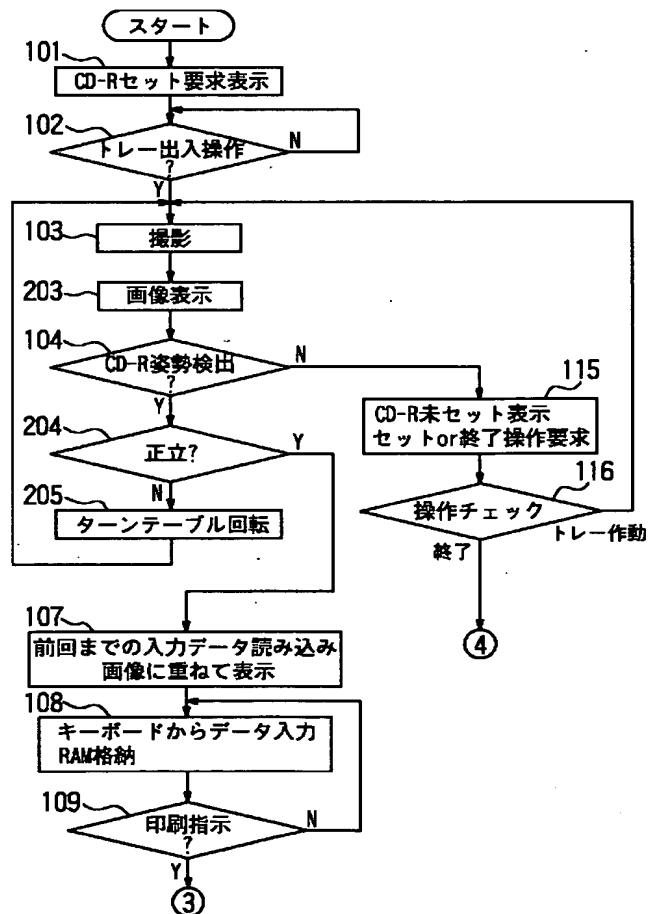 スタート
101
CD-Rセット要求表示
102
トレー出入操作
?
N
Y
103
撮影
203
画像表示
104
CD-R姿勢検出
?
N
Y
115
CD-R未セット表示
セットor終了操作要求
204
正立?
Y
N
116
操作チェック
トレー作動
終了
205
ターンテーブル回転
④
107
前回までの入力データ読み込み
画像に重ねて表示
108
キーボードからデータ入力
RAM格納
109
印刷指示
?
N
Y
③